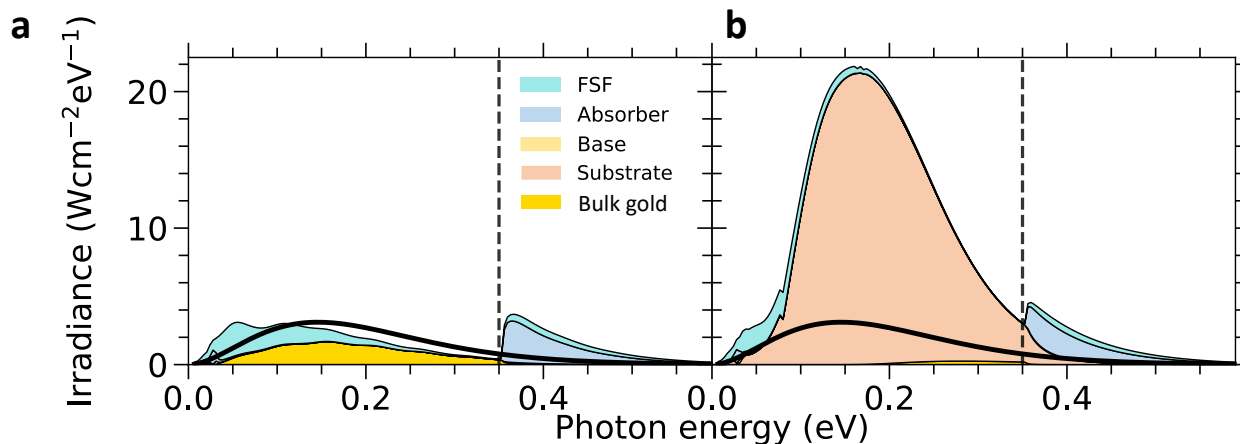 a
b
Irradiance (Wcm−2eV−1)
20
10
0
FSF
Absorber
Base
Substrate
Bulk gold
0.0
0.2
0.4
0.0
0.2
0.4
Photon energy (eV)